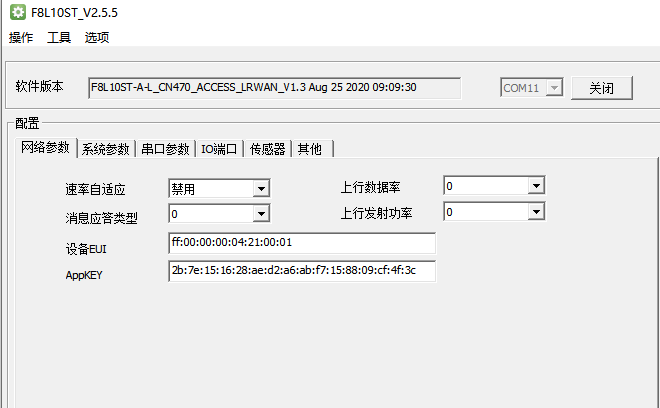 F8L10ST_V2.5.5
操作 工具 选项
软件版本 F8L10ST-A-L_CN470_ACCESS_LRWAN_V1.3 Aug 25 2020 09:09:30 COM11 关闭
配置
网络参数 系统参数 串口参数 IO端口 传感器 其他
速率自适应 禁用 上行数据率 0
消息应答类型 0 上行发射功率 0
设备EUI ff:00:00:00:04:21:00:01
AppKEY 2b:7e:15:16:28:ae:d2:a6:ab:f7:15:88:09:cf:4f:3c